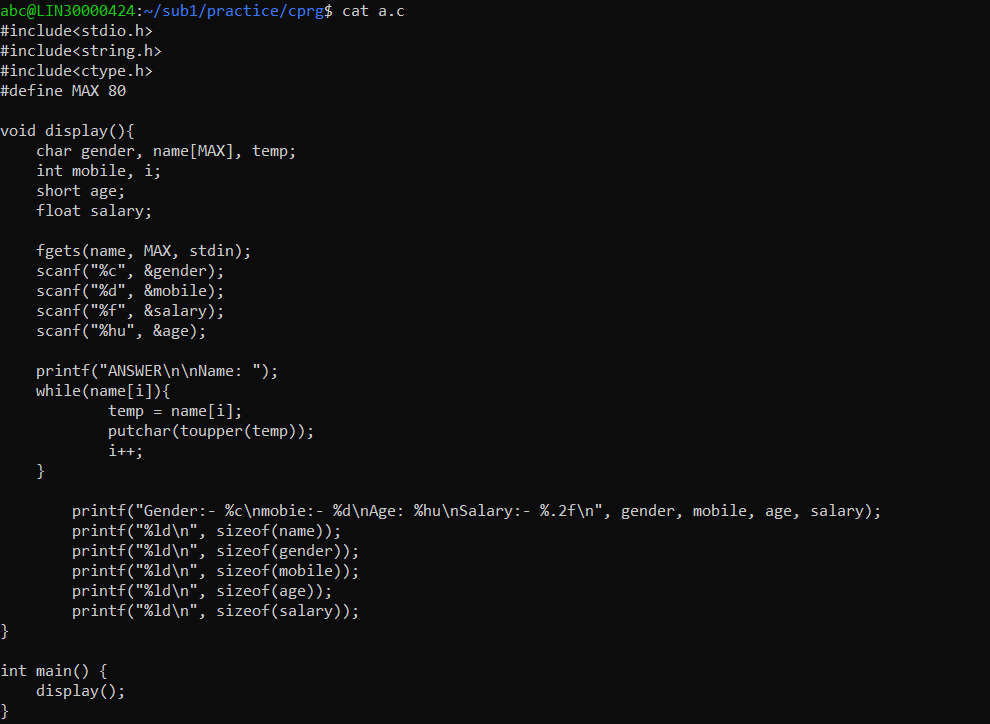 abc@LIN30000424:~/sub1/practice/cprg$ cat a.c
#include<stdio.h>
#include<string.h>
#include<ctype.h>
#define MAX 80

void display(){
    char gender, name[MAX], temp;
    int mobile, i;
    short age;
    float salary;

    fgets(name, MAX, stdin);
    scanf("%c", &gender);
    scanf("%d", &mobile);
    scanf("%f", &salary);
    scanf("%hu", &age);

    printf("ANSWER\n\nName: ");
    while(name[i]){
            temp = name[i];
            putchar(toupper(temp));
            i++;
    }

        printf("Gender:- %c\nmobie:- %d\nAge: %hu\nSalary:- %.2f\n", gender, mobile, age, salary);
        printf("%ld\n", sizeof(name));
        printf("%ld\n", sizeof(gender));
        printf("%ld\n", sizeof(mobile));
        printf("%ld\n", sizeof(age));
        printf("%ld\n", sizeof(salary));
}

int main() {
    display();
}